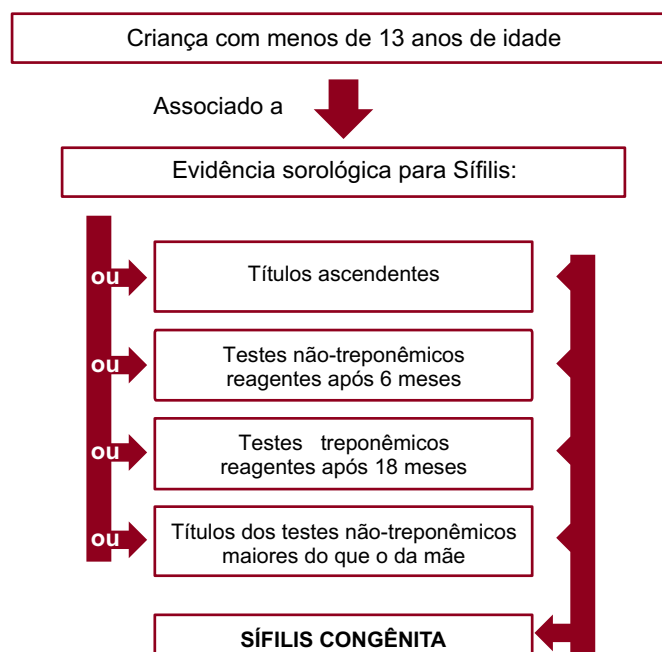 Criança com menos de 13 anos de idade
Associado a
Evidência sorológica para Sífilis:
ou
Títulos ascendentes
ou
Testes não-treponêmicos
reagentes após 6 meses
ou
Testes treponêmicos
reagentes após 18 meses
ou
Títulos dos testes não-treponêmicos
maiores do que o da mãe
SÍFILIS CONGÊNITA